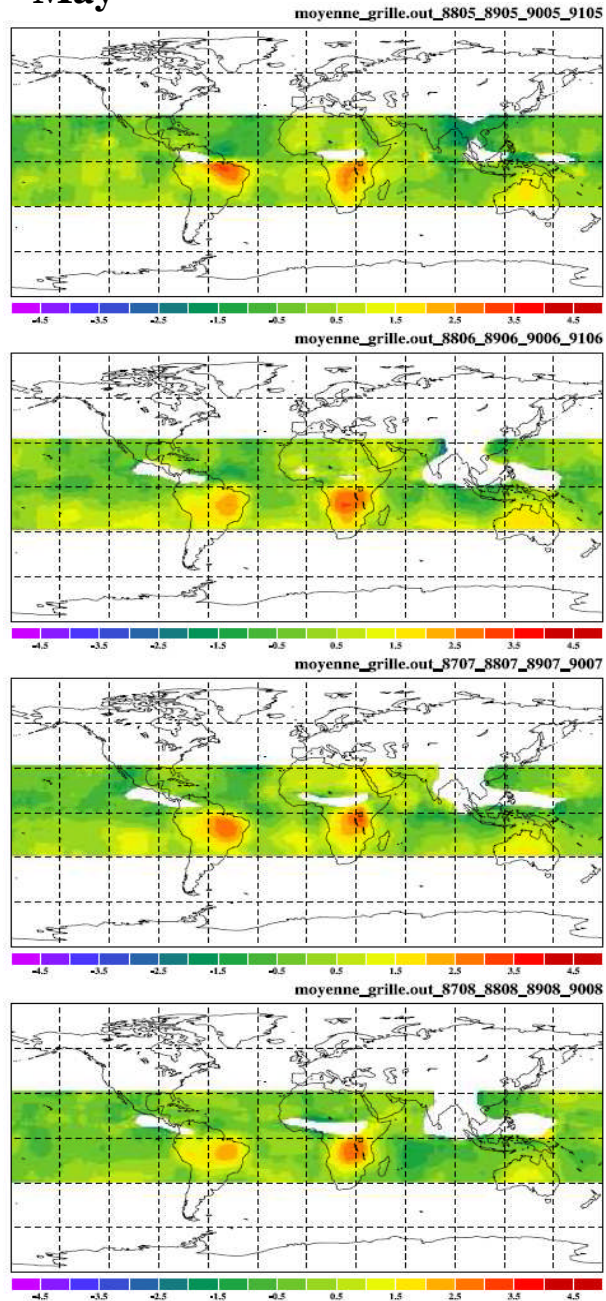 May
moyenne_grille.out_8805_8905_9005_9105
-4.5 -3.5 -2.5 -1.5 -0.5 0.5 1.5 2.5 3.5 4.5
moyenne_grille.out_8806_8906_9006_9106
-4.5 -3.5 -2.5 -1.5 -0.5 0.5 1.5 2.5 3.5 4.5
moyenne_grille.out_8707_8807_8907_9007
-4.5 -3.5 -2.5 -1.5 -0.5 0.5 1.5 2.5 3.5 4.5
moyenne_grille.out_8708_8808_8908_9008
-4.5 -3.5 -2.5 -1.5 -0.5 0.5 1.5 2.5 3.5 4.5